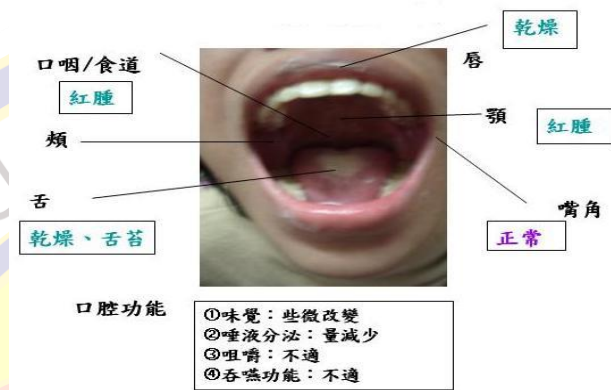 乾燥
唇
口咽/食道
紅腫
顎
紅腫
頰
舌
乾燥、舌苔
嘴角
正常
口腔功能
①味覺：些微改變
②唾液分泌：量減少
③咀嚼：不適
④吞嚥功能：不適